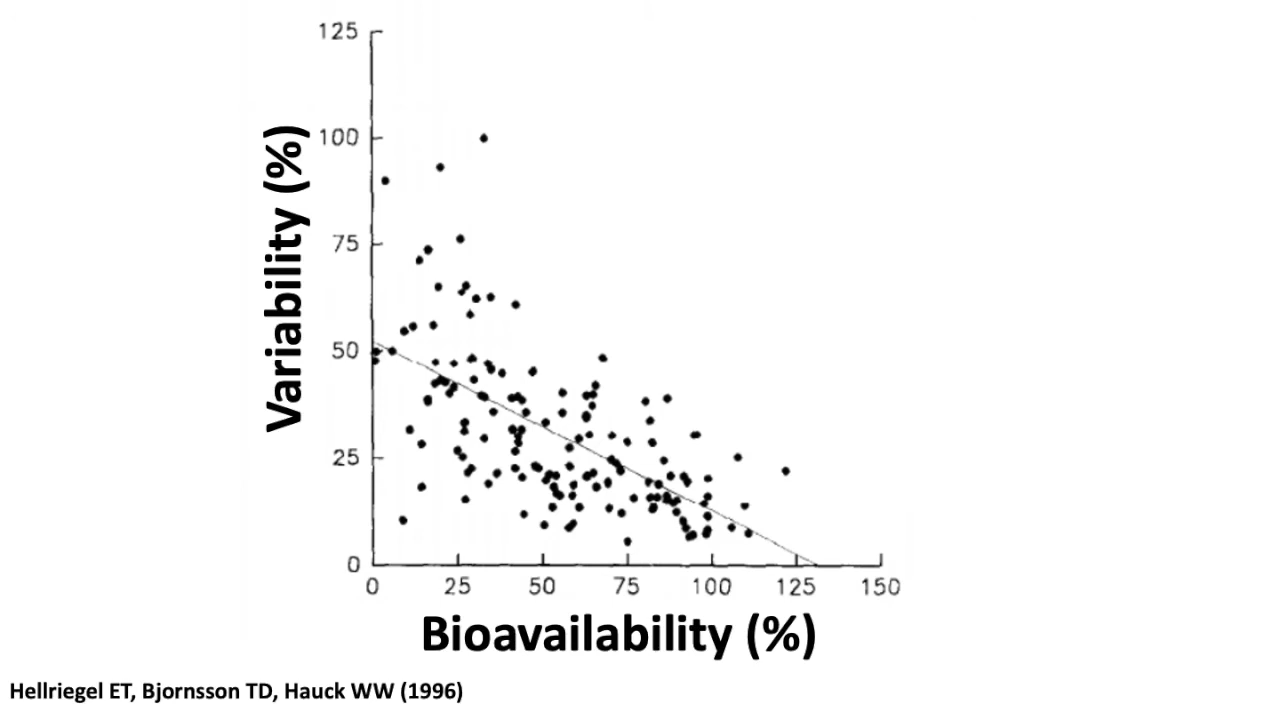 125
100
75
50
25
0
0 25 50 75 100 125 150
Variability (%)
Bioavailability (%)
Hellriegel ET, Bjornsson TD, Hauck WW (1996)